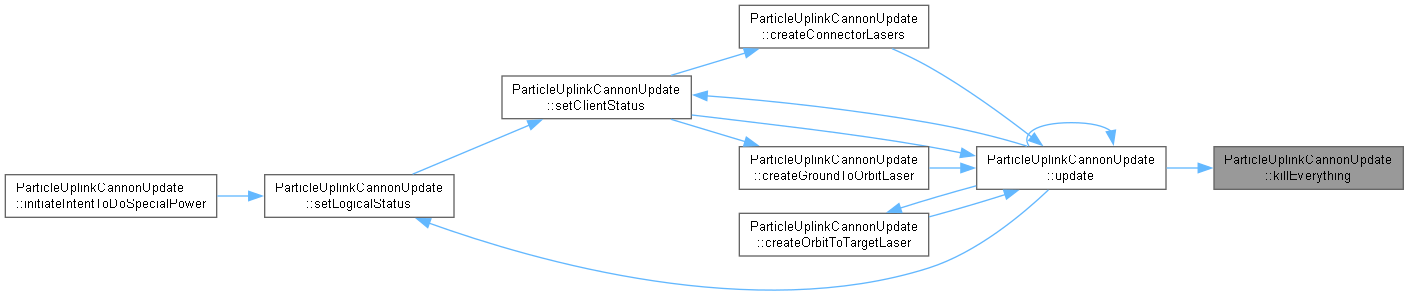 ParticleUplinkCannonUpdate
::createConnectorLasers
ParticleUplinkCannonUpdate
::setClientStatus
ParticleUplinkCannonUpdate
::createGroundToOrbitLaser
ParticleUplinkCannonUpdate
::update
ParticleUplinkCannonUpdate
::killEverything
ParticleUplinkCannonUpdate
::initiateIntentToDoSpecialPower
ParticleUplinkCannonUpdate
::setLogicalStatus
ParticleUplinkCannonUpdate
::createOrbitToTargetLaser